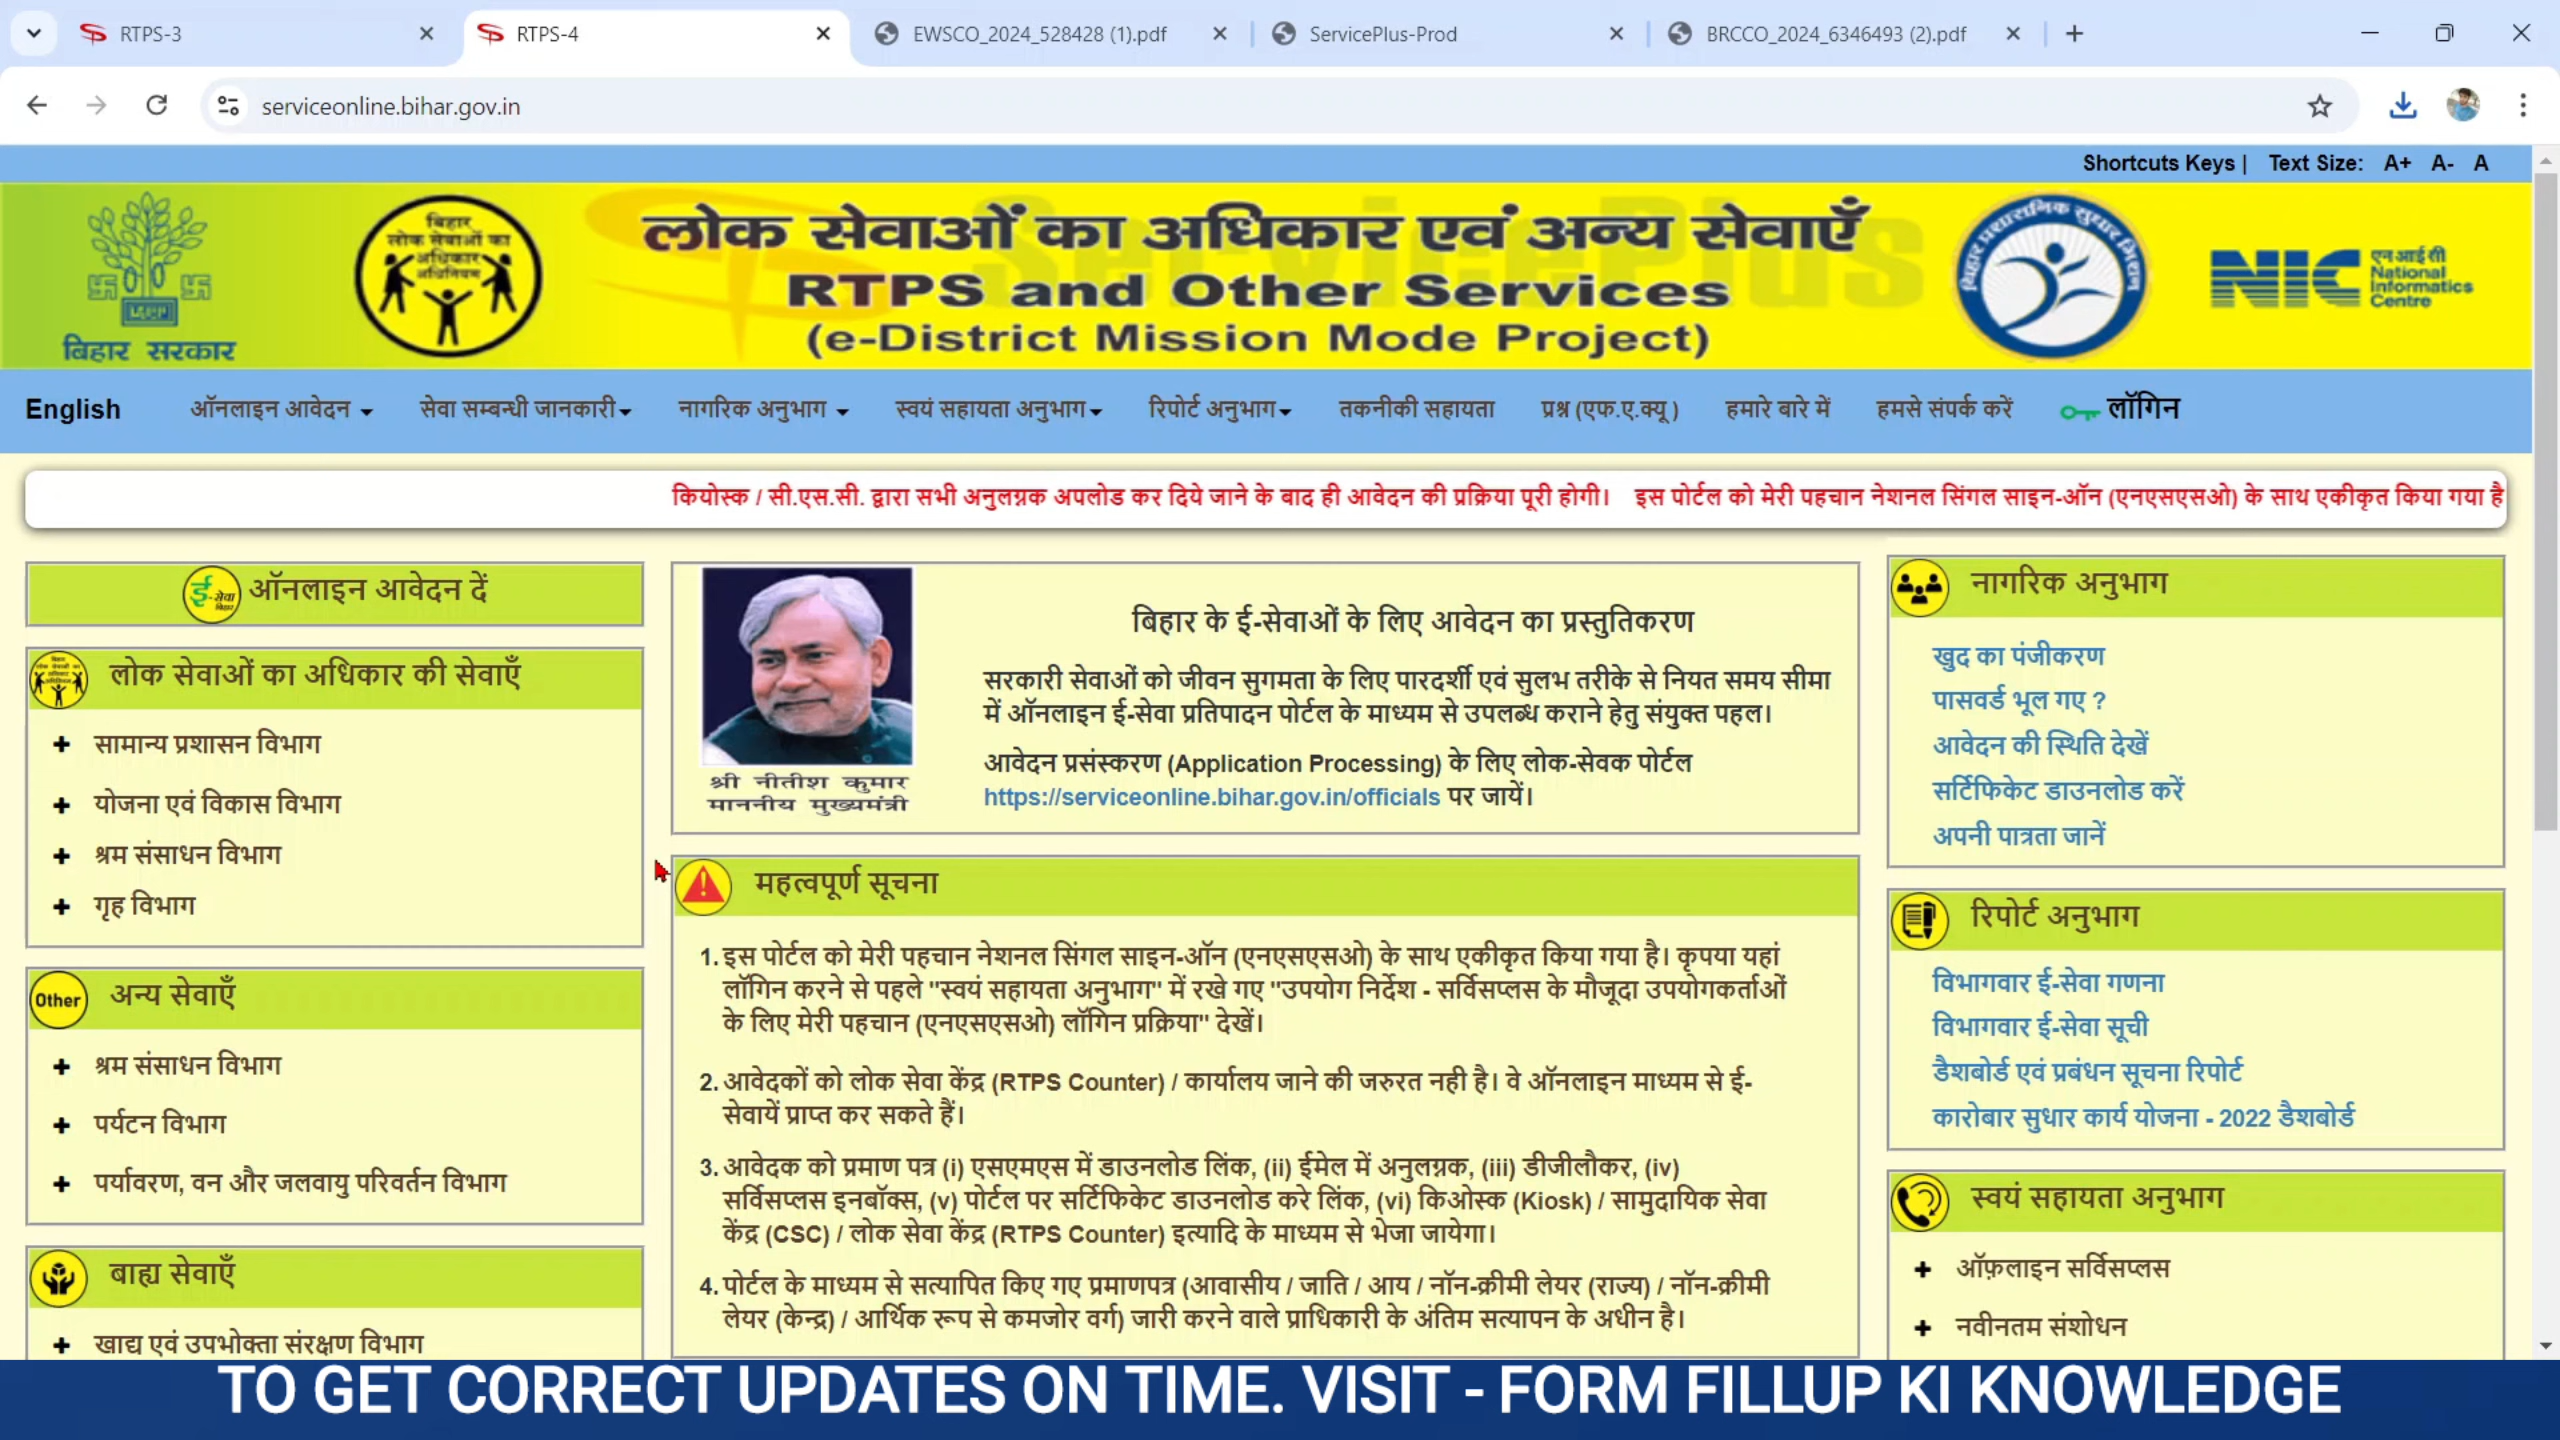 RTPS-3
RTPS-4
EWSCO_2024_528428 (1).pdf
ServicePlus-Prod
BRCCO_2024_6346493 (2).pdf
serviceonline.bihar.gov.in
Shortcuts Keys | Text Size: A+ A- A
बिहार सरकार
बिहार
लोक सेवाओं का
अधिकार
अधिनियम
लोक सेवाओं का अधिकार एवं अन्य सेवाएँ
RTPS and Other Services
(e-District Mission Mode Project)
बिहार प्रशासनिक सुधार मिशन
NIC
एन आई सी
National
Informatics
Centre
English
ऑनलाइन आवेदन
सेवा सम्बन्धी जानकारी
नागरिक अनुभाग
स्वयं सहायता अनुभाग
रिपोर्ट अनुभाग
तकनीकी सहायता
प्रश्न (एफ.ए.क्यू )
हमारे बारे में
हमसे संपर्क करें
लॉगिन
कियोस्क / सी.एस.सी. द्वारा सभी अनुलग्नक अपलोड कर दिये जाने के बाद ही आवेदन की प्रक्रिया पूरी होगी। इस पोर्टल को मेरी पहचान नेशनल सिंगल साइन-ऑन (एनएसएसओ) के साथ एकीकृत किया गया है
ऑनलाइन आवेदन दें
लोक सेवाओं का अधिकार की सेवाएँ
सामान्य प्रशासन विभाग
योजना एवं विकास विभाग
श्रम संसाधन विभाग
गृह विभाग
Other अन्य सेवाएँ
श्रम संसाधन विभाग
पर्यटन विभाग
पर्यावरण, वन और जलवायु परिवर्तन विभाग
बाह्य सेवाएँ
खाद्य एवं उपभोक्ता संरक्षण विभाग
श्री नीतीश कुमार
माननीय मुख्यमंत्री
बिहार के ई-सेवाओं के लिए आवेदन का प्रस्तुतिकरण
सरकारी सेवाओं को जीवन सुगमता के लिए पारदर्शी एवं सुलभ तरीके से नियत समय सीमा
में ऑनलाइन ई-सेवा प्रतिपादन पोर्टल के माध्यम से उपलब्ध कराने हेतु संयुक्त पहल।
आवेदन प्रसंस्करण (Application Processing) के लिए लोक-सेवक पोर्टल
https://serviceonline.bihar.gov.in/officials पर जायें।
महत्वपूर्ण सूचना
1. इस पोर्टल को मेरी पहचान नेशनल सिंगल साइन-ऑन (एनएसएसओ) के साथ एकीकृत किया गया है। कृपया यहां
लॉगिन करने से पहले "स्वयं सहायता अनुभाग" में रखे गए "उपयोग निर्देश - सर्विसप्लस के मौजूदा उपयोगकर्ताओं
के लिए मेरी पहचान (एनएसएसओ) लॉगिन प्रक्रिया" देखें।
2. आवेदकों को लोक सेवा केंद्र (RTPS Counter) / कार्यालय जाने की जरुरत नही है। वे ऑनलाइन माध्यम से ई-
सेवायें प्राप्त कर सकते हैं।
3. आवेदक को प्रमाण पत्र (i) एसएमएस में डाउनलोड लिंक, (ii) ईमेल में अनुलग्नक, (iii) डीजीलौकर, (iv)
सर्विसप्लस इनबॉक्स, (v) पोर्टल पर सर्टिफिकेट डाउनलोड करे लिंक, (vi) किओस्क (Kiosk) / सामुदायिक सेवा
केंद्र (CSC) / लोक सेवा केंद्र (RTPS Counter) इत्यादि के माध्यम से भेजा जायेगा।
4. पोर्टल के माध्यम से सत्यापित किए गए प्रमाणपत्र (आवासीय / जाति / आय / नॉन-क्रीमी लेयर (राज्य) / नॉन-क्रीमी
लेयर (केन्द्र) / आर्थिक रूप से कमजोर वर्ग) जारी करने वाले प्राधिकारी के अंतिम सत्यापन के अधीन है।
नागरिक अनुभाग
खुद का पंजीकरण
पासवर्ड भूल गए ?
आवेदन की स्थिति देखें
सर्टिफिकेट डाउनलोड करें
अपनी पात्रता जानें
रिपोर्ट अनुभाग
विभागवार ई-सेवा गणना
विभागवार ई-सेवा सूची
डैशबोर्ड एवं प्रबंधन सूचना रिपोर्ट
कारोबार सुधार कार्य योजना - 2022 डैशबोर्ड
स्वयं सहायता अनुभाग
ऑफ़लाइन सर्विसप्लस
नवीनतम संशोधन
TO GET CORRECT UPDATES ON TIME. VISIT - FORM FILLUP KI KNOWLEDGE